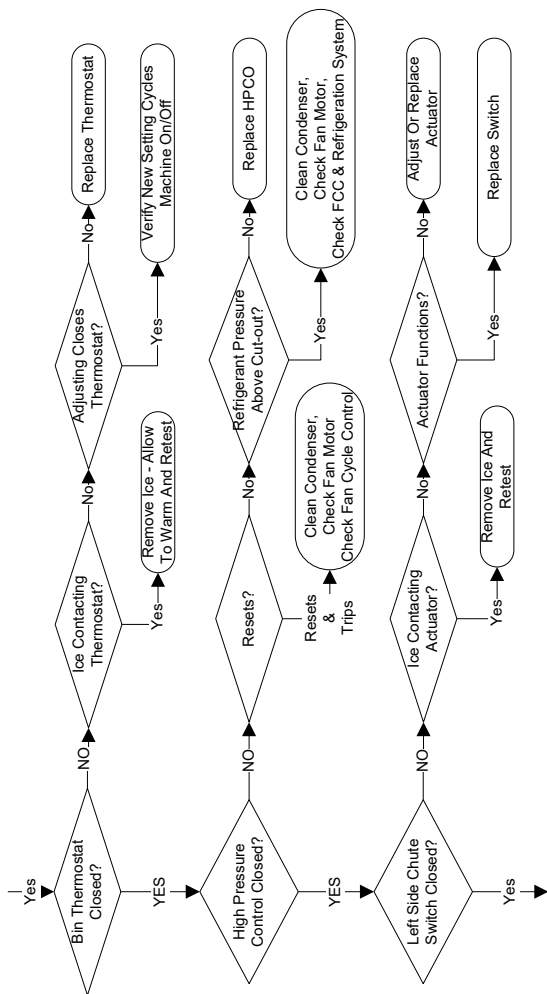 Yes
Bin Thermostat
Closed?
NO
Ice Contacting
Thermostat?
No
Adjusting Closes
Thermostat?
No
Replace Thermostat
Yes
Remove Ice - Allow
To Warm And Retest
Yes
Verify New Setting Cycles
Machine On/Off
YES
High Pressure
Control Closed?
NO
Resets?
No
Refrigerant Pressure
Above Cut-out?
No
Replace HPCO
Resets
&
Trips
Clean Condenser,
Check Fan Motor
Check Fan Cycle Control
Yes
Clean Condenser,
Check Fan Motor,
Check FCC & Refrigeration System
YES
Left Side Chute
Switch Closed?
NO
Ice Contacting
Actuator?
No
Actuator Functions?
No
Adjust Or Replace
Actuator
Yes
Remove Ice And
Retest
Yes
Replace Switch
Yes